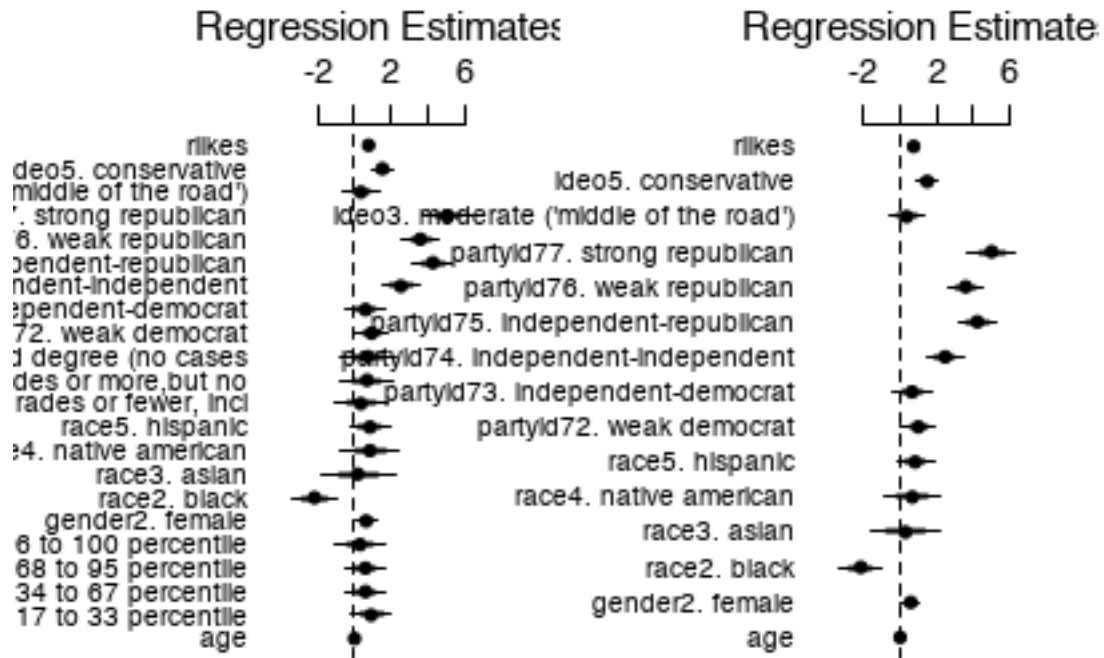 Regression Estimates
-2 2 6
rlikes
deo5. conservative
middle of the road')
7. strong republican
6. weak republican
pendent-republican
ndent-independent
ependent-democrat
72. weak democrat
d degree (no cases
des or more,but no
rades or fewer, incl
race5. hispanic
e4. native american
race3. asian
race2. black
gender2. female
6 to 100 percentile
68 to 95 percentile
34 to 67 percentile
17 to 33 percentile
age
Regression Estimates
-2 2 6
rlikes
ideo5. conservative
ideo3. moderate ('middle of the road')
partyid77. strong republican
partyid76. weak republican
partyid75. independent-republican
partyid74. independent-independent
partyid73. independent-democrat
partyid72. weak democrat
race5. hispanic
race4. native american
race3. asian
race2. black
gender2. female
age